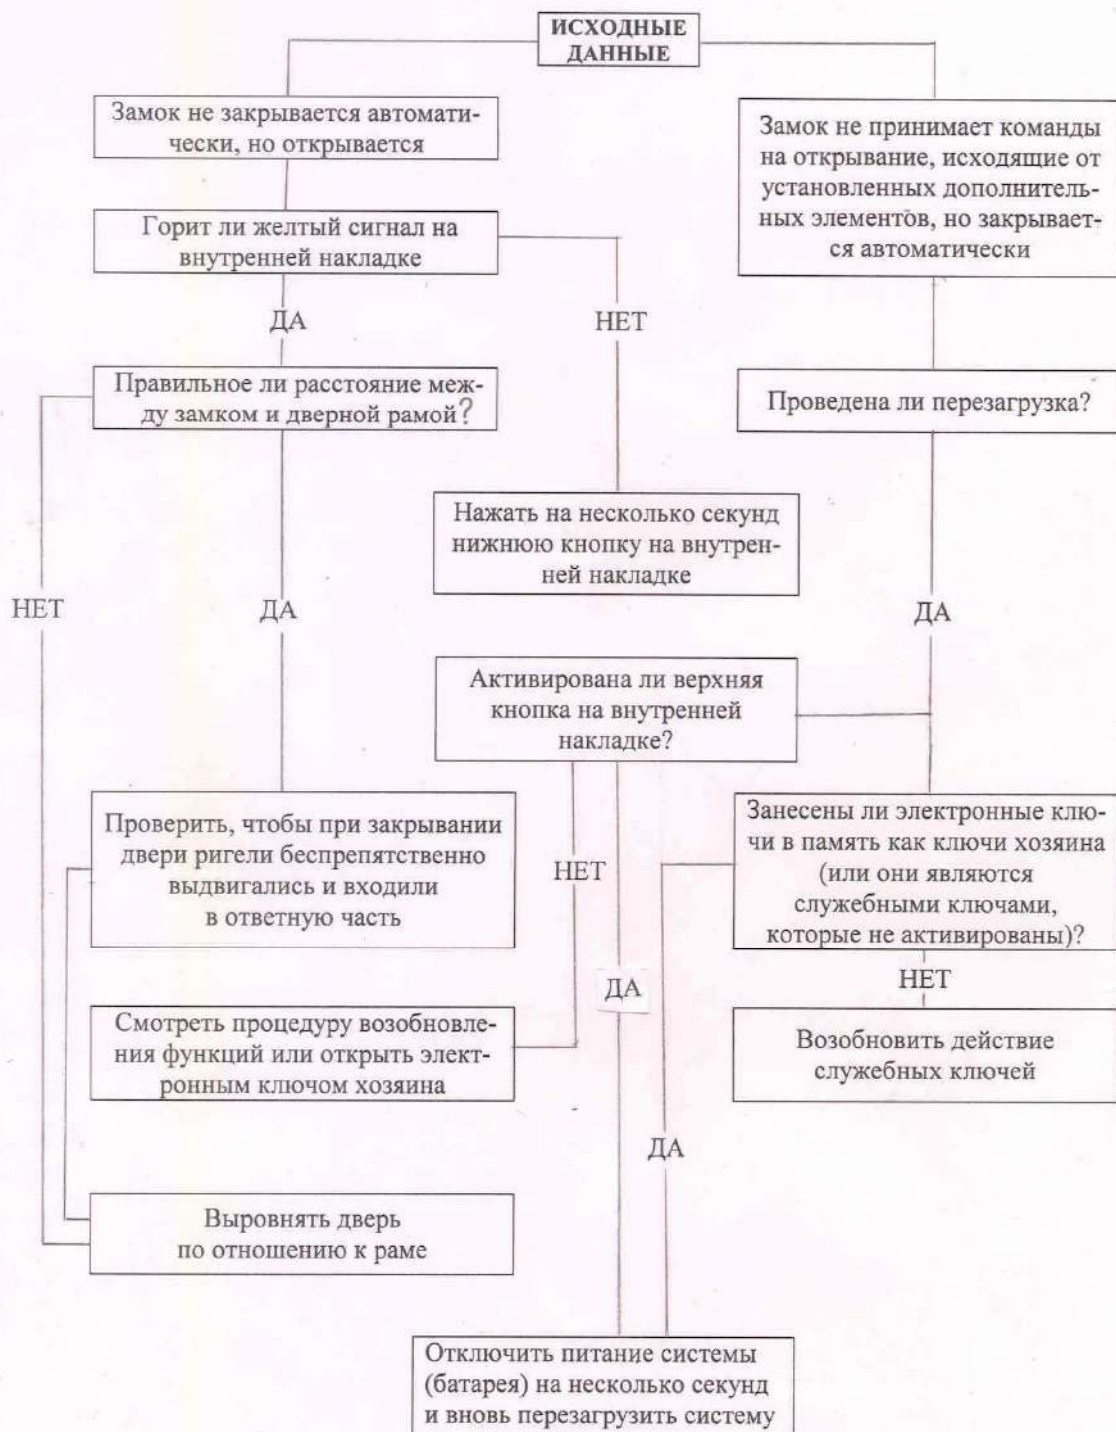 ИСХОДНЫЕ
ДАННЫЕ
Замок не закрывается автомати-
чески, но открывается
Замок не принимает команды
на открывание, исходящие от
установленных дополнитель-
ных элементов, но закрывает-
ся автоматически
Горит ли желтый сигнал на
внутренней накладке
ДА
НЕТ
Правильное ли расстояние меж-
ду замком и дверной рамой?
Проведена ли перезагрузка?
Нажать на несколько секунд
нижнюю кнопку на внутрен-
ней накладке
НЕТ
ДА
ДА
Активирована ли верхняя
кнопка на внутренней
накладке?
Проверить, чтобы при закрывании
двери ригели беспрепятственно
выдвигались и входили
в ответную часть
НЕТ
Занесены ли электронные клю-
чи в память как ключи хозяина
(или они являются
служебными ключами,
которые не активированы)?
ДА
НЕТ
Смотреть процедуру возобновле-
ния функций или открыть элект-
ронным ключом хозяина
Возобновить действие
служебных ключей
ДА
Выровнять дверь
по отношению к раме
Отключить питание системы
(батарея) на несколько секунд
и вновь перезагрузить систему